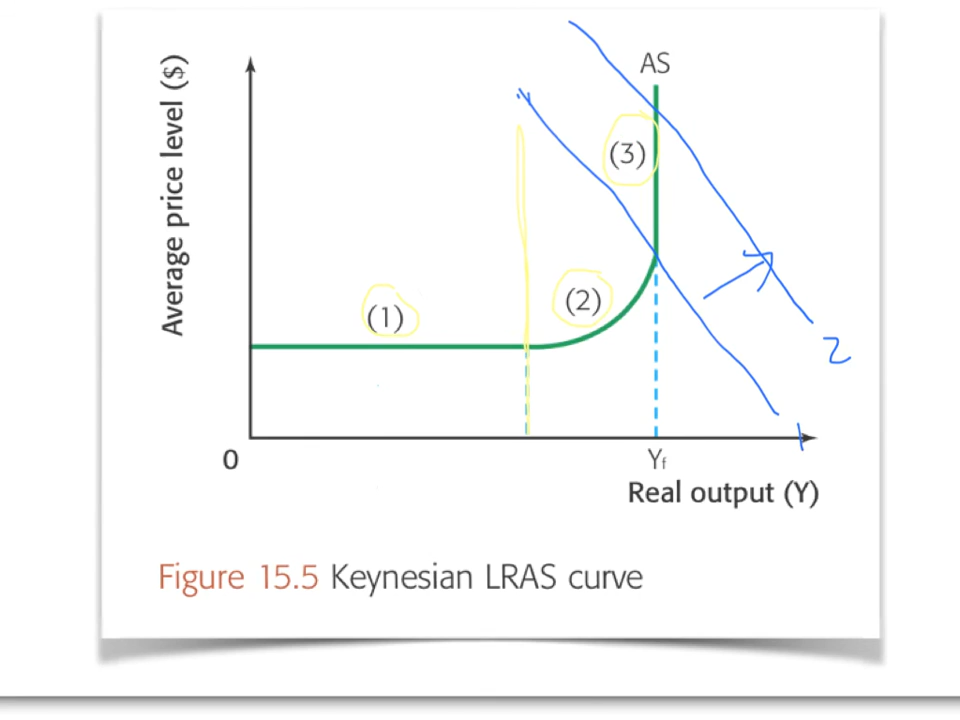 Average price level ($)
AS
(3)
(2)
(1)
2
1
0
Yf
Real output (Y)
Figure 15.5 Keynesian LRAS curve